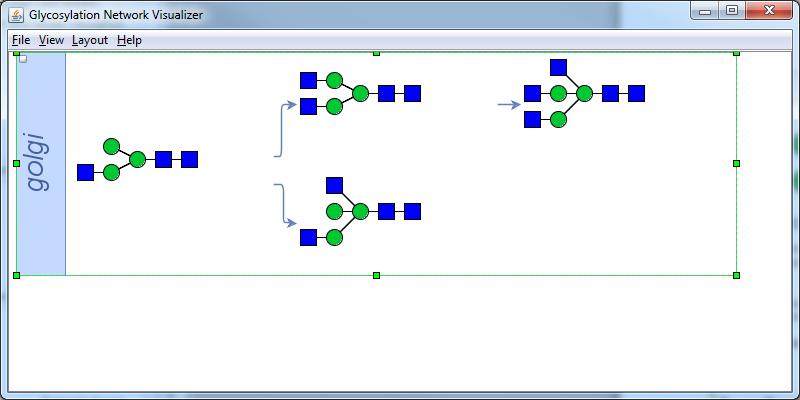 Glycosylation Network Visualizer
File View Layout Help
golgi